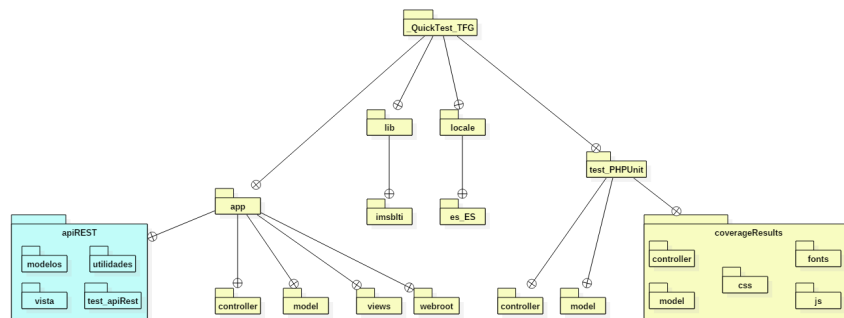 _QuickTest_TFG
lib
locale
test_PHPUnit
app
imsblti
es_ES
apiREST
modelos
utilidades
vista
test_apiRest
controller
model
views
webroot
controller
model
coverageResults
controller
fonts
css
model
js